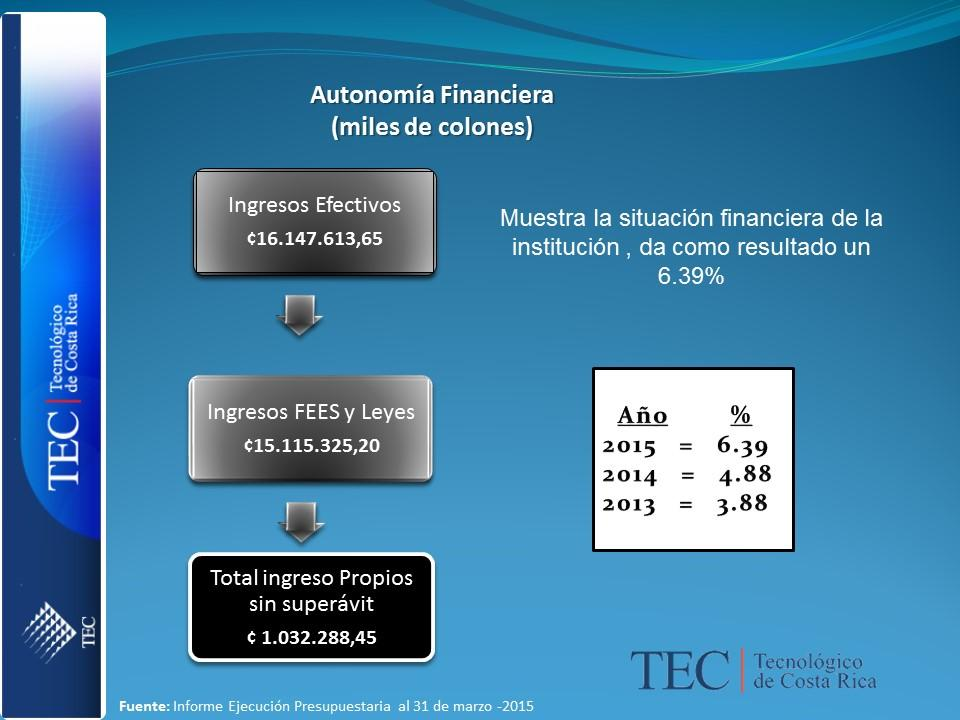 Autonomía Financiera
(miles de colones)
Ingresos Efectivos
¢16.147.613,65
Muestra la situación financiera de la
institución , da como resultado un
6.39%
Ingresos FEES y Leyes
¢15.115.325,20
Año %
2015 = 6.39
2014 = 4.88
2013 = 3.88
Total ingreso Propios
sin superávit
¢ 1.032.288,45
TEC | Tecnológico
de Costa Rica
TEC
TEC | Tecnológico
de Costa Rica
Fuente: Informe Ejecución Presupuestaria al 31 de marzo -2015